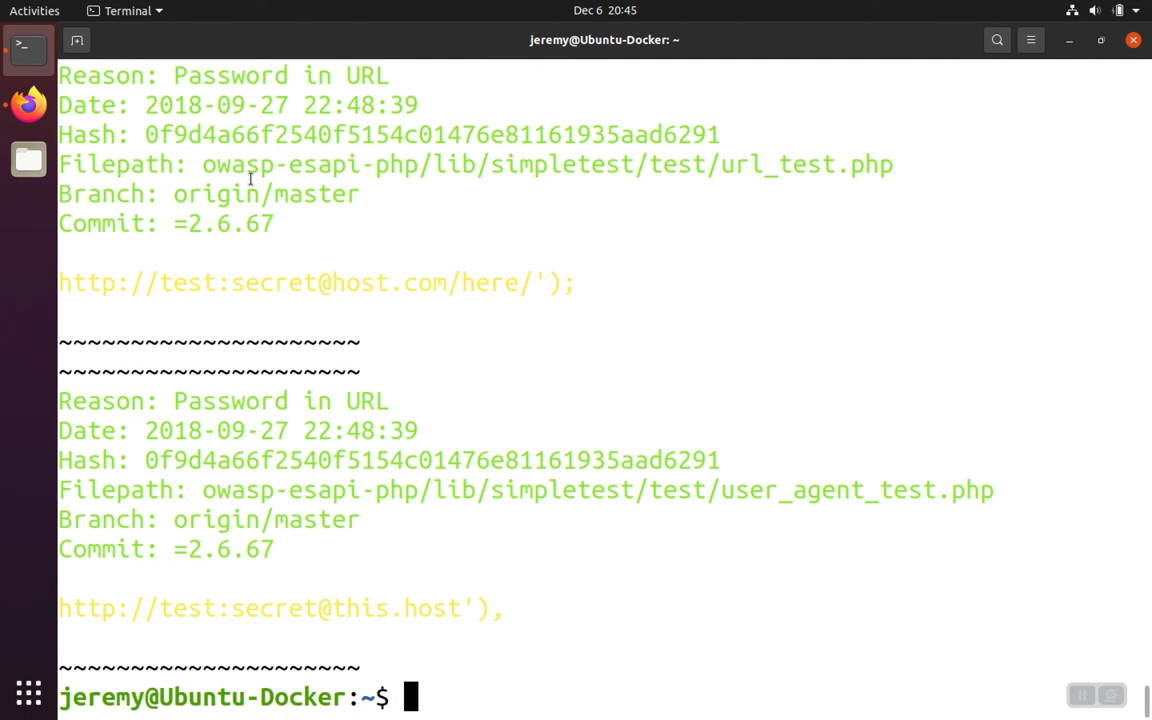 Activities
Terminal
Dec 6 20:45
jeremy@Ubuntu-Docker: ~
Reason: Password in URL
Date: 2018-09-27 22:48:39
Hash: 0f9d4a66f2540f5154c01476e81161935aad6291
Filepath: owasp-esapi-php/lib/simpletest/test/url_test.php
Branch: origin/master
Commit: =2.6.67
http://test:secret@host.com/here/');
~~~~~~~~~~~~~~~~~~~~~
~~~~~~~~~~~~~~~~~~~~~
Reason: Password in URL
Date: 2018-09-27 22:48:39
Hash: 0f9d4a66f2540f5154c01476e81161935aad6291
Filepath: owasp-esapi-php/lib/simpletest/test/user_agent_test.php
Branch: origin/master
Commit: =2.6.67
http://test:secret@this.host'),
~~~~~~~~~~~~~~~~~~~~~
jeremy@Ubuntu-Docker:~$